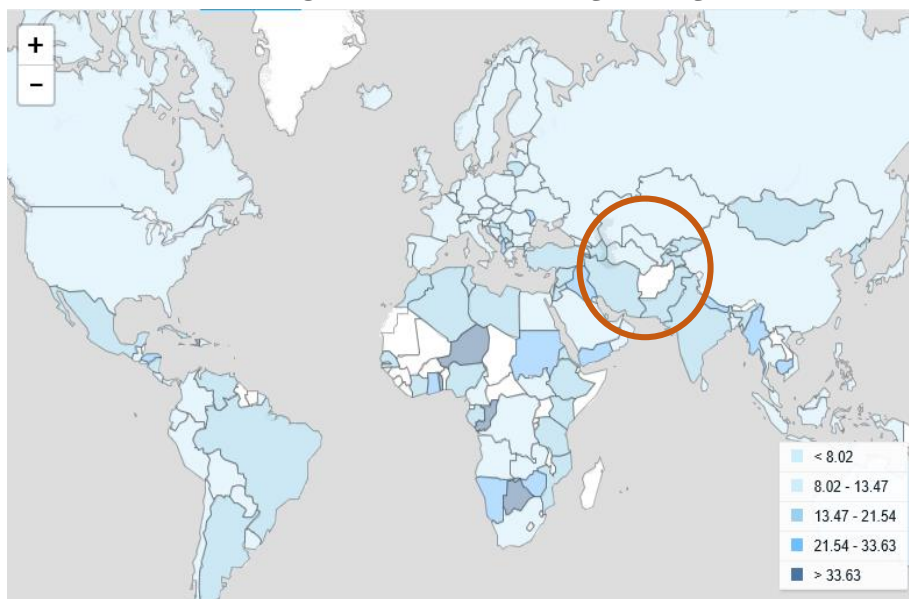 +
−
< 8.02
8.02 - 13.47
13.47 - 21.54
21.54 - 33.63
> 33.63